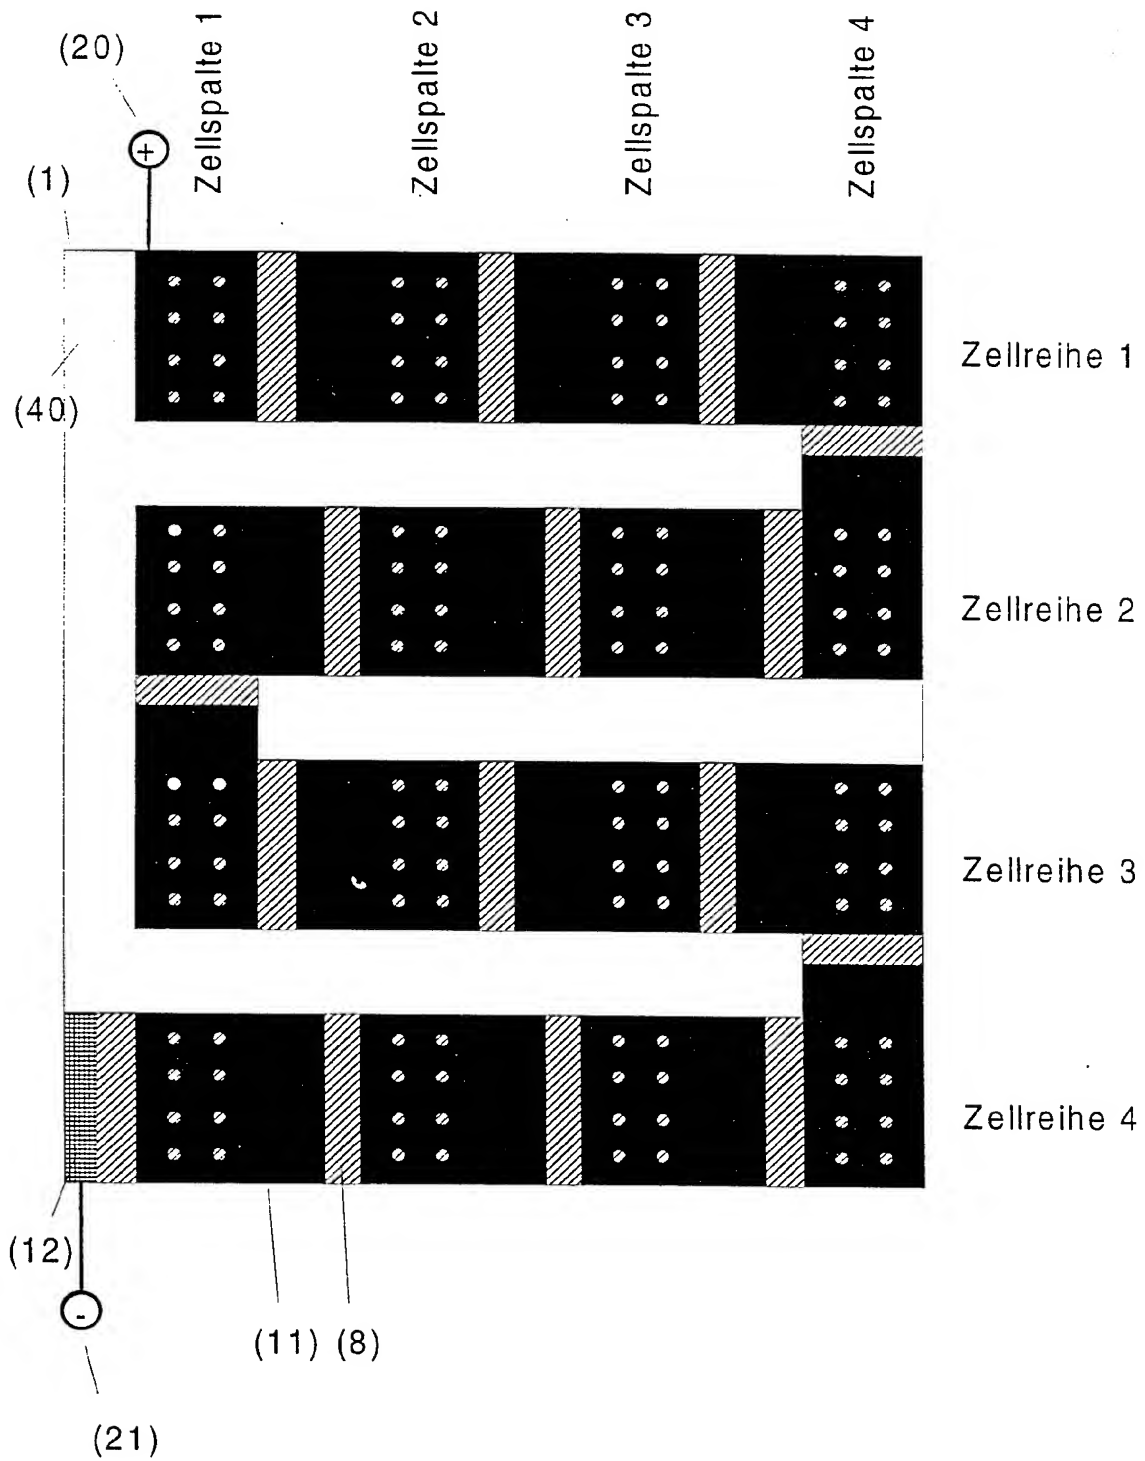 (20)
Zellspalte 1
Zellspalte 2
Zellspalte 3
Zellspalte 4
+
(1)
Zellreihe 1
(40)
Zellreihe 2
Zellreihe 3
Zellreihe 4
(12)
-
(11) (8)
(21)